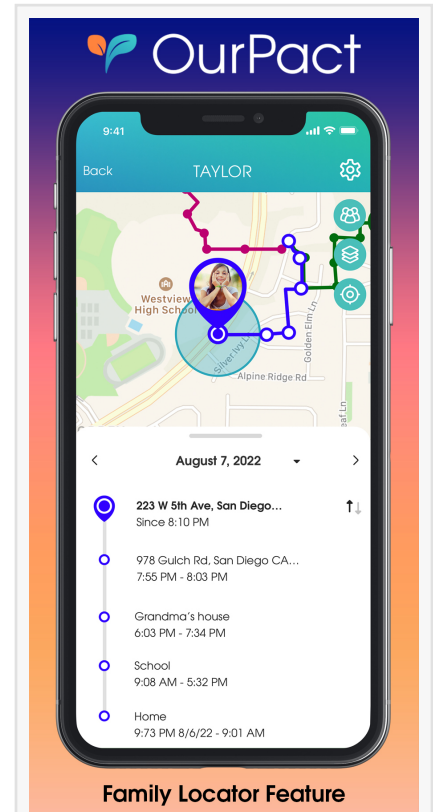 OurPact
9:41
Back
TAYLOR
Westview
High School
Silver Ivy L
Golden Elm Ln
Alpine Ridge Rd
eaf Ln
August 7, 2022
223 W 5th Ave, San Diego...
Since 8:10 PM
978 Gulch Rd, San Diego CA...
7:55 PM - 8:03 PM
Grandma's house
6:03 PM - 7:34 PM
School
9:08 AM - 5:32 PM
Home
9:73 PM 8/6/22 - 9:01 AM
Family Locator Feature